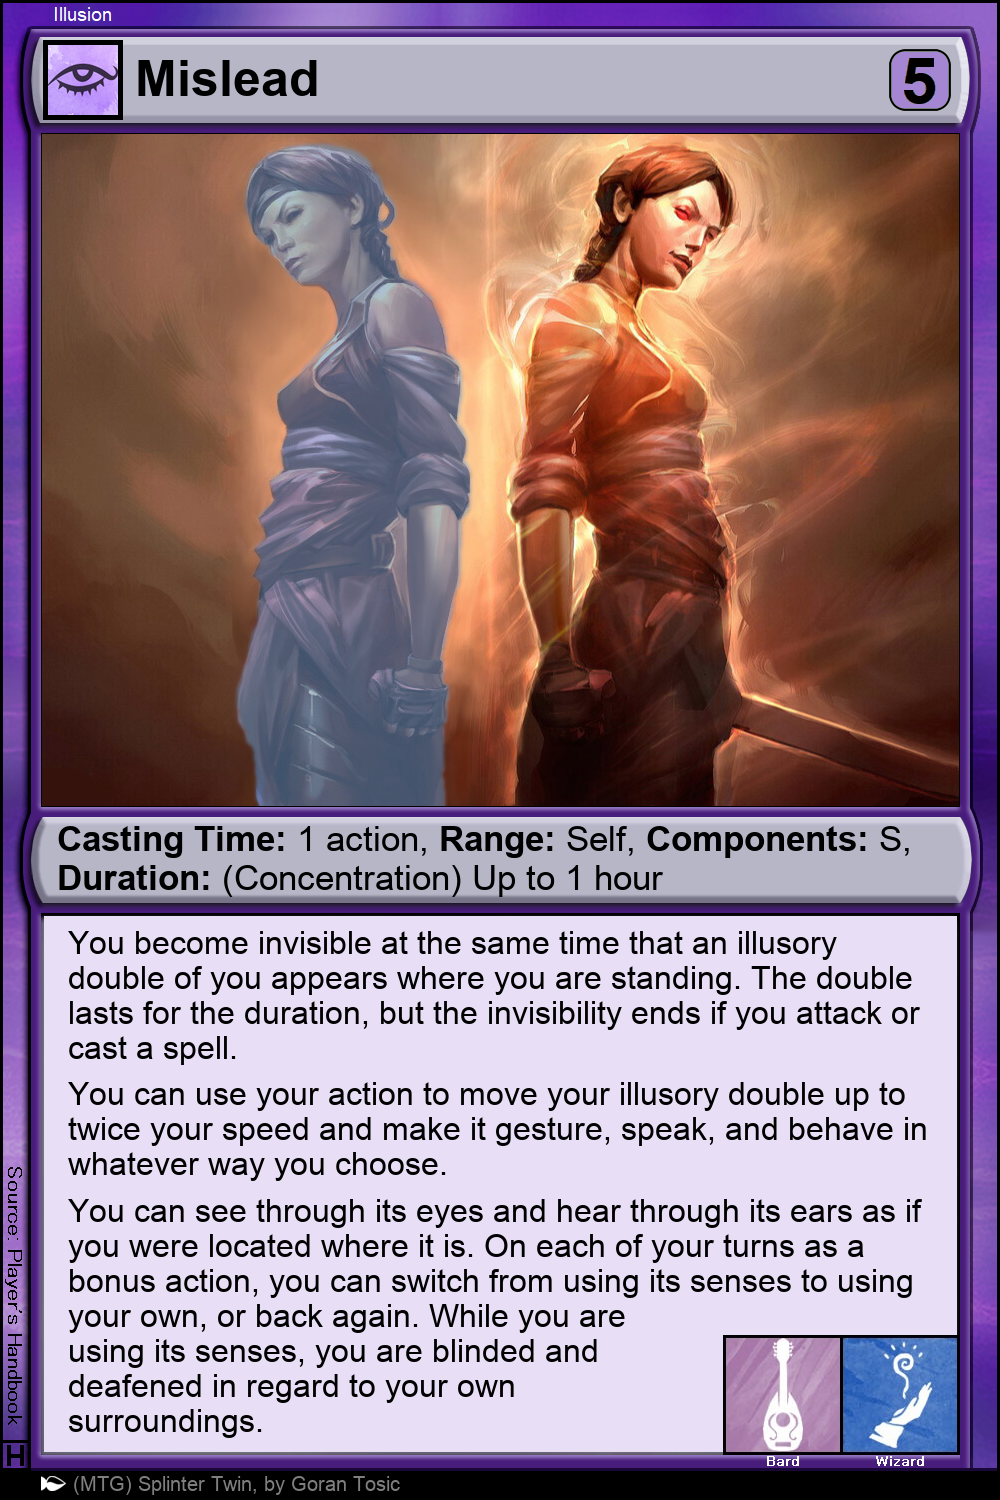 Illusion
Mislead
5
Casting Time: 1 action, Range: Self, Components: S,
Duration: (Concentration) Up to 1 hour
You become invisible at the same time that an illusory
double of you appears where you are standing. The double
lasts for the duration, but the invisibility ends if you attack or
cast a spell.
You can use your action to move your illusory double up to
twice your speed and make it gesture, speak, and behave in
whatever way you choose.
You can see through its eyes and hear through its ears as if
you were located where it is. On each of your turns as a
bonus action, you can switch from using its senses to using
your own, or back again. While you are
using its senses, you are blinded and
deafened in regard to your own
surroundings.
Bard
Wizard
Source: Player's Handbook
H
(MTG) Splinter Twin, by Goran Tosic